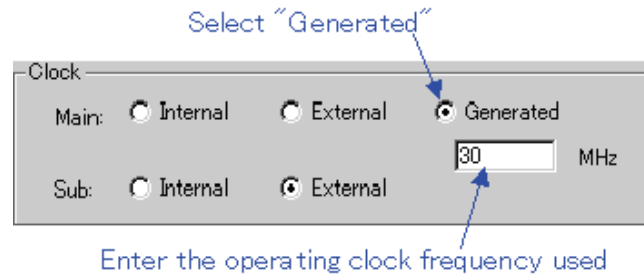 Select "Generated"
Clock
Main: Internal External Generated
30 MHz
Sub: Internal External
Enter the operating clock frequency used